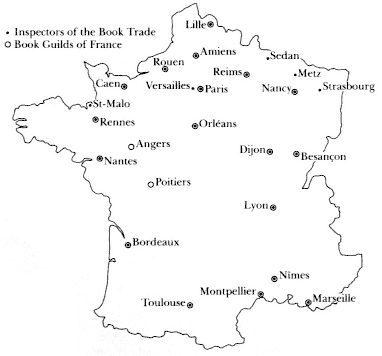 Inspectors of the Book Trade
Book Guilds of France
Lille
Amiens
Sedan
Rouen
Reims
Metz
Caen
Versailles
Paris
Nancy
Strasbourg
St-Malo
Rennes
Orléans
Angers
Dijon
Besançon
Nantes
Poitiers
Lyon
Bordeaux
Nîmes
Montpellier
Toulouse
Marseille